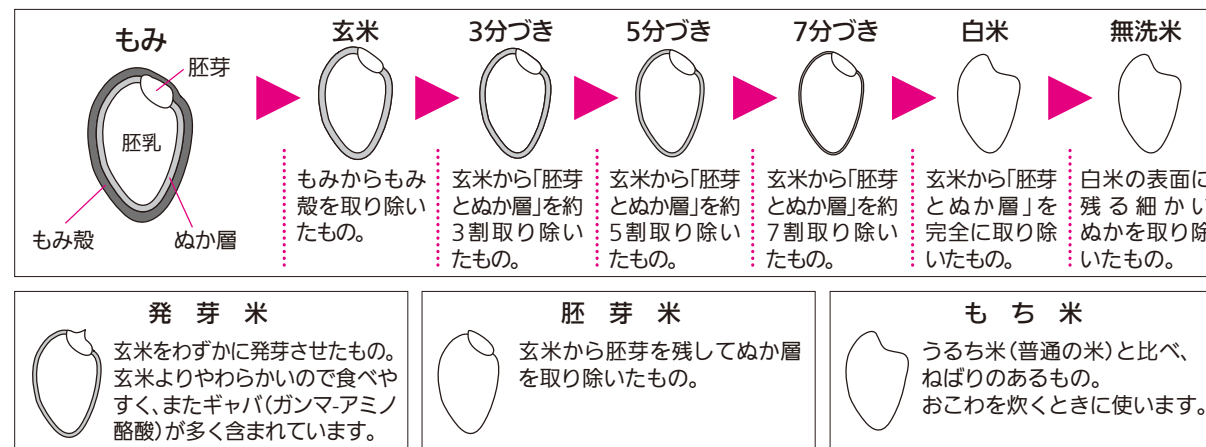 もみ
胚芽
胚乳
もみ殻
ぬか層
玄米
もみからもみ
殻を取り除い
たもの。
3分づき
玄米から「胚芽
とぬか層」を約
3割取り除い
たもの。
5分づき
玄米から「胚芽
とぬか層」を約
5割取り除い
たもの。
7分づき
玄米から「胚芽
とぬか層」を約
7割取り除い
たもの。
白米
玄米から「胚芽
とぬか層」を
完全に取り除
いたもの。
無洗米
白米の表面に
残る細かい
ぬかを取り除
いたもの。
発芽米
玄米をわずかに発芽させたもの。
玄米よりやわらかいので食べや
すく、またギャバ(ガンマ-アミノ
酪酸)が多く含まれています。
胚芽米
玄米から胚芽を残してぬか層
を取り除いたもの。
もち米
うるち米(普通の米)と比べ、
ねばりのあるもの。
おこわを炊くときに使います。